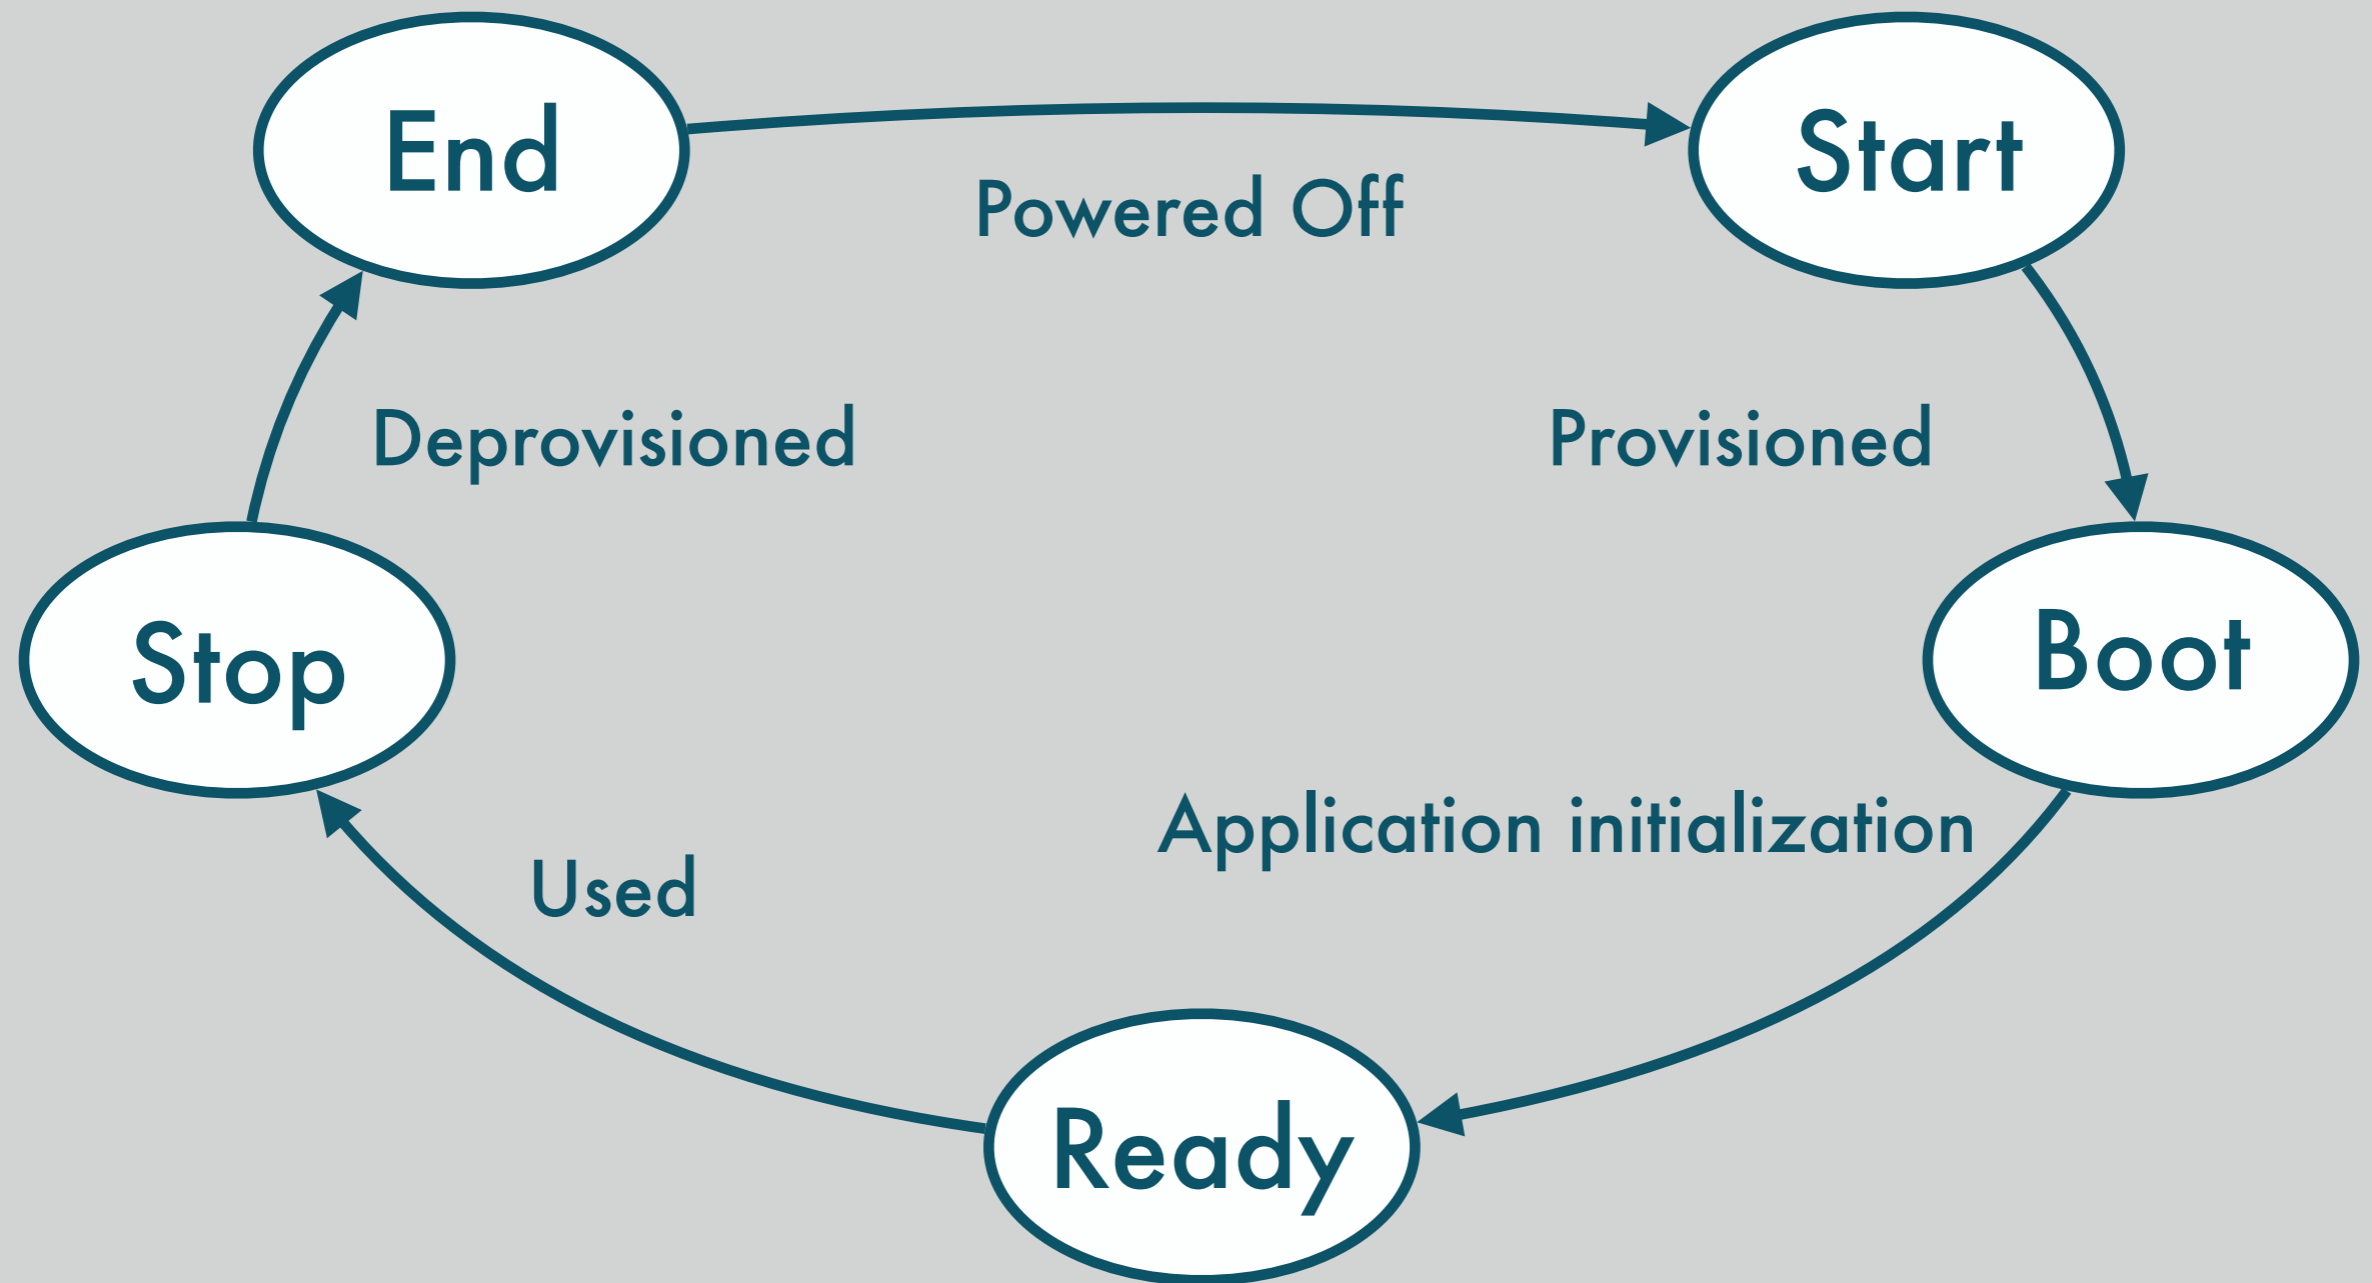 End
Start
Powered Off
Deprovisioned
Provisioned
Stop
Boot
Application initialization
Used
Ready